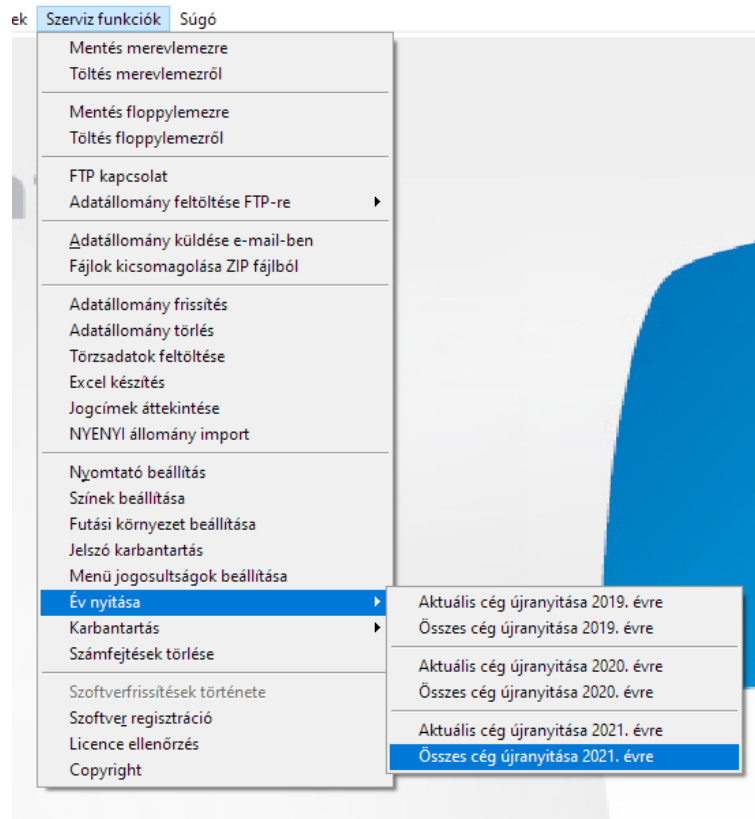 ek Szerviz funkciók Súgó
Mentés merevlemezre
Töltés merevlemezről
Mentés floppylemezre
Töltés floppylemezről
FTP kapcsolat
Adatállomány feltöltése FTP-re
Adatállomány küldése e-mail-ben
Fájlok kicsomagolása ZIP fájlból
Adatállomány frissítés
Adatállomány törlés
Törzsadatok feltöltése
Excel készítés
Jogcímek áttekintése
NYENYI állomány import
Nyomtató beállítás
Színek beállítása
Futási környezet beállítása
Jelszó karbantartás
Menü jogosultságok beállítása
Év nyitása
Karbantartás
Számfejtések törlése
Szoftverfrissítések története
Szoftver regisztráció
Licence ellenőrzés
Copyright
Aktuális cég újranyitása 2019. évre
Összes cég újranyitása 2019. évre
Aktuális cég újranyitása 2020. évre
Összes cég újranyitása 2020. évre
Aktuális cég újranyitása 2021. évre
Összes cég újranyitása 2021. évre